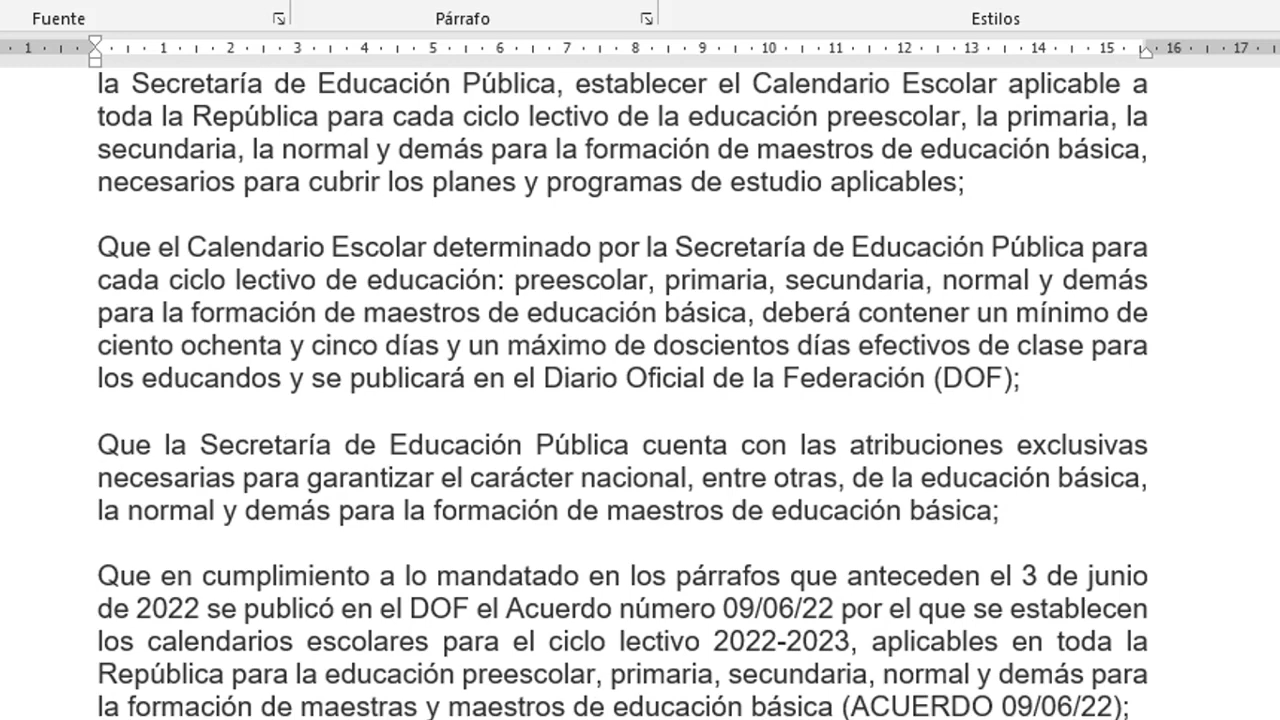 Fuente Párrafo Estilos
1 1 2 3 4 5 6 7 8 9 10 11 12 13 14 15 16 17
la Secretaría de Educación Pública, establecer el Calendario Escolar aplicable a
toda la República para cada ciclo lectivo de la educación preescolar, la primaria, la
secundaria, la normal y demás para la formación de maestros de educación básica,
necesarios para cubrir los planes y programas de estudio aplicables;
Que el Calendario Escolar determinado por la Secretaría de Educación Pública para
cada ciclo lectivo de educación: preescolar, primaria, secundaria, normal y demás
para la formación de maestros de educación básica, deberá contener un mínimo de
ciento ochenta y cinco días y un máximo de doscientos días efectivos de clase para
los educandos y se publicará en el Diario Oficial de la Federación (DOF);
Que la Secretaría de Educación Pública cuenta con las atribuciones exclusivas
necesarias para garantizar el carácter nacional, entre otras, de la educación básica,
la normal y demás para la formación de maestros de educación básica;
Que en cumplimiento a lo mandatado en los párrafos que anteceden el 3 de junio
de 2022 se publicó en el DOF el Acuerdo número 09/06/22 por el que se establecen
los calendarios escolares para el ciclo lectivo 2022-2023, aplicables en toda la
República para la educación preescolar, primaria, secundaria, normal y demás para
la formación de maestras y maestros de educación básica (ACUERDO 09/06/22);